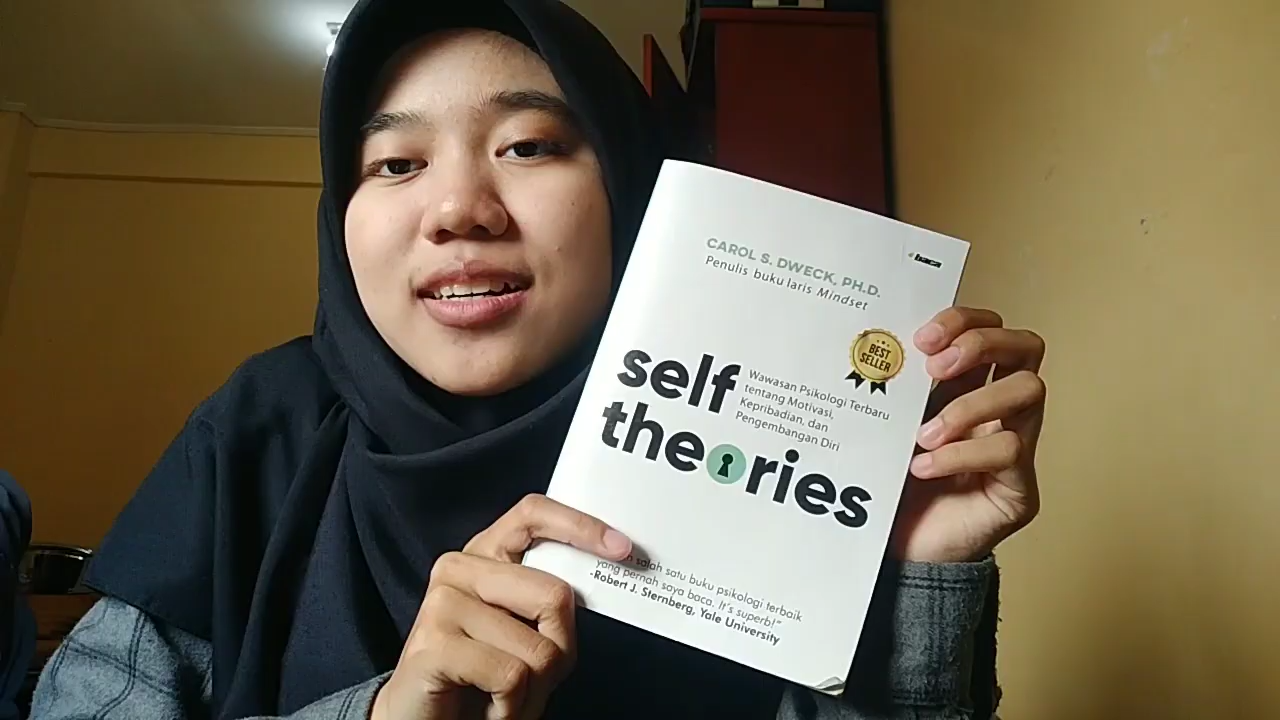 CAROL S. DWECK, PH.D.
Penulis buku laris Mindset
baca
BEST
SELLER
self
theories
Wawasan Psikologi Terbaru
tentang Motivasi,
Kepribadian, dan
Pengembangan Diri
salah satu buku psikologi terbaik
yang pernah saya baca. It's superb!"
-Robert J. Sternberg, Yale University